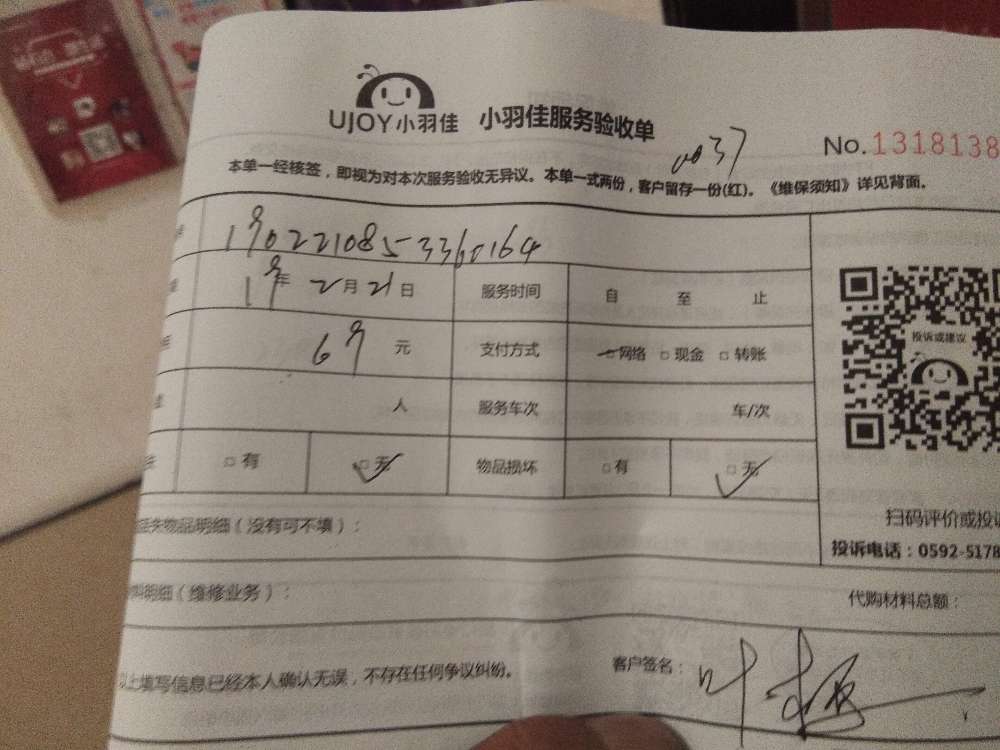 UJOY小羽佳 小羽佳服务验收单
0037
No.1318138
本单一经核签，即视为对本次服务验收无异议。本单一式两份，客户留存一份(红)。《维保须知》详见背面。
1902210853360164
19年 2月21日 服务时间 自 至 止
69 元 支付方式 网络 现金 转账
人 服务车次 车/次
有 无 物品损坏 有 无
投诉或建议
扫码评价或投
投诉电话：0592-5178
失物品明细（没有可不填）：
明细（维修业务）：
代购材料总额：
以上填写信息已经本人确认无误，不存在任何争议纠纷。
客户签名：叶